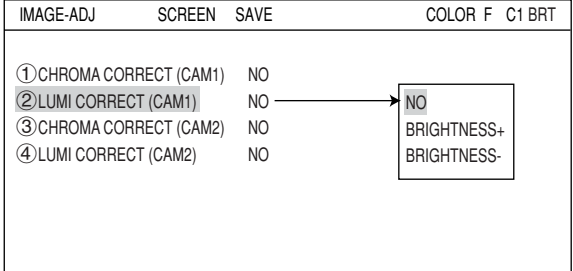 IMAGE-ADJ SCREEN SAVE COLOR F C1 BRT
①CHROMA CORRECT (CAM1) NO
②LUMI CORRECT (CAM1) NO NO
③CHROMA CORRECT (CAM2) NO BRIGHTNESS+
④LUMI CORRECT (CAM2) NO BRIGHTNESS-